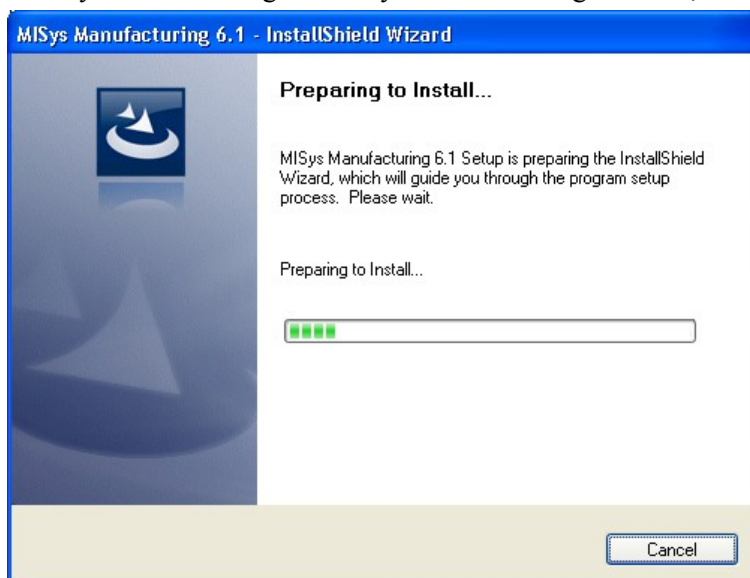 MISys Manufacturing 6.1 - InstallShield Wizard
Preparing to Install...
MISys Manufacturing 6.1 Setup is preparing the InstallShield
Wizard, which will guide you through the program setup
process. Please wait.
Preparing to Install...
Cancel